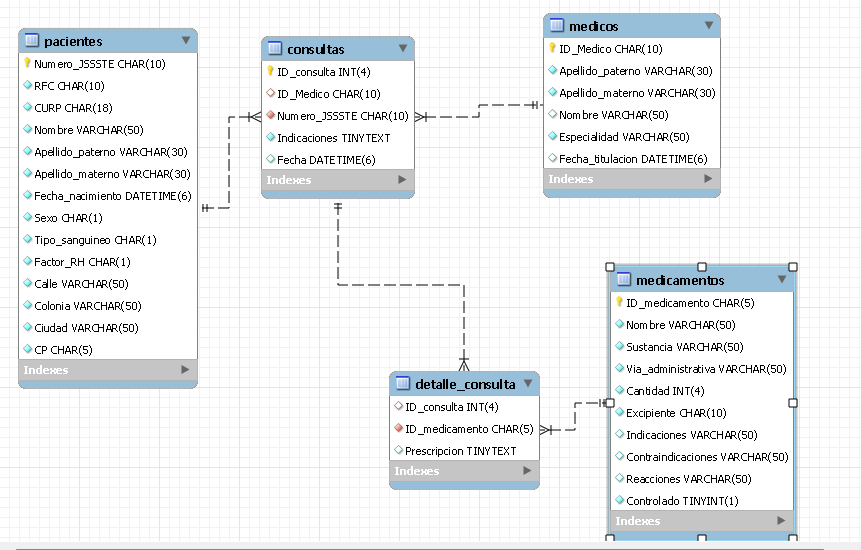 pacientes
Numero_JSSSTE CHAR(10)
RFC CHAR(10)
CURP CHAR(18)
Nombre VARCHAR(50)
Apellido_paterno VARCHAR(30)
Apellido_materno VARCHAR(30)
Fecha_nacimiento DATETIME(6)
Sexo CHAR(1)
Tipo_sanguineo CHAR(1)
Factor_RH CHAR(1)
Calle VARCHAR(50)
Colonia VARCHAR(50)
Ciudad VARCHAR(50)
CP CHAR(5)
Indexes
consultas
ID_consulta INT(4)
ID_Medico CHAR(10)
Numero_JSSSTE CHAR(10)
Indicaciones TINYTEXT
Fecha DATETIME(6)
Indexes
medicos
ID_Medico CHAR(10)
Apellido_paterno VARCHAR(30)
Apellido_materno VARCHAR(30)
Nombre VARCHAR(50)
Especialidad VARCHAR(50)
Fecha_titulacion DATETIME(6)
Indexes
detalle_consulta
ID_consulta INT(4)
ID_medicamento CHAR(5)
Prescripcion TINYTEXT
Indexes
medicamentos
ID_medicamento CHAR(5)
Nombre VARCHAR(50)
Sustancia VARCHAR(50)
Via_administrativa VARCHAR(50)
Cantidad INT(4)
Excipiente CHAR(10)
Indicaciones VARCHAR(50)
Contraindicaciones VARCHAR(50)
Reacciones VARCHAR(50)
Controlado TINYINT(1)
Indexes